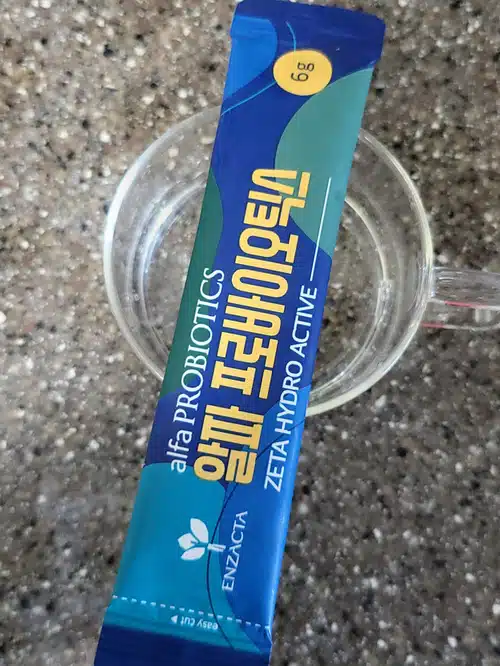 6g
alfa PROBIOTICS
알파 프로바이오틱스
ZETA HYDRO ACTIVE
ENZACTA
easy cut